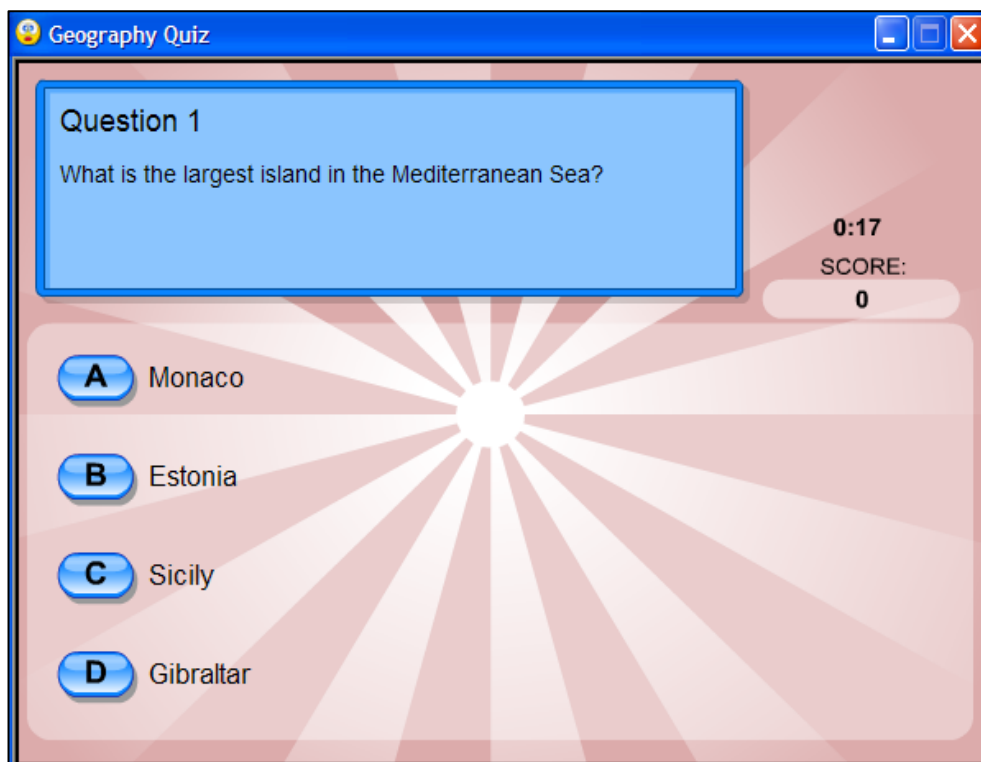 Geography Quiz
Question 1
What is the largest island in the Mediterranean Sea?
0:17
SCORE:
0
A Monaco
B Estonia
C Sicily
D Gibraltar